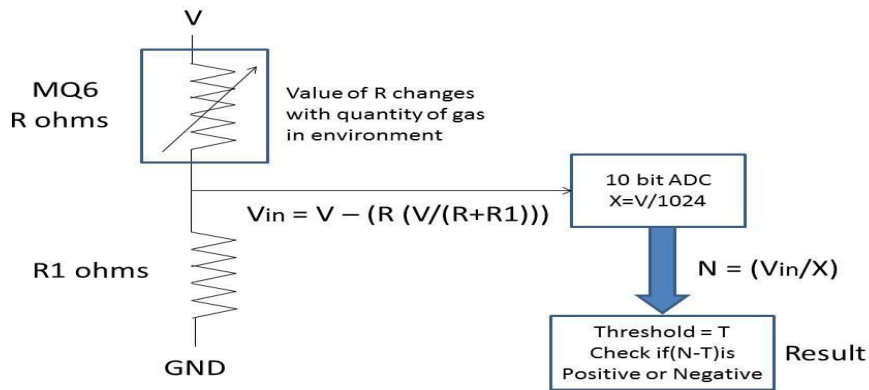 V
MQ6
R ohms
Value of R changes
with quantity of gas
in environment
10 bit ADC
X=V/1024
Vin = V – (R (V/(R+R1)))
R1 ohms
N = (Vin/X)
GND
Threshold = T
Check if(N-T)is
Positive or Negative
Result